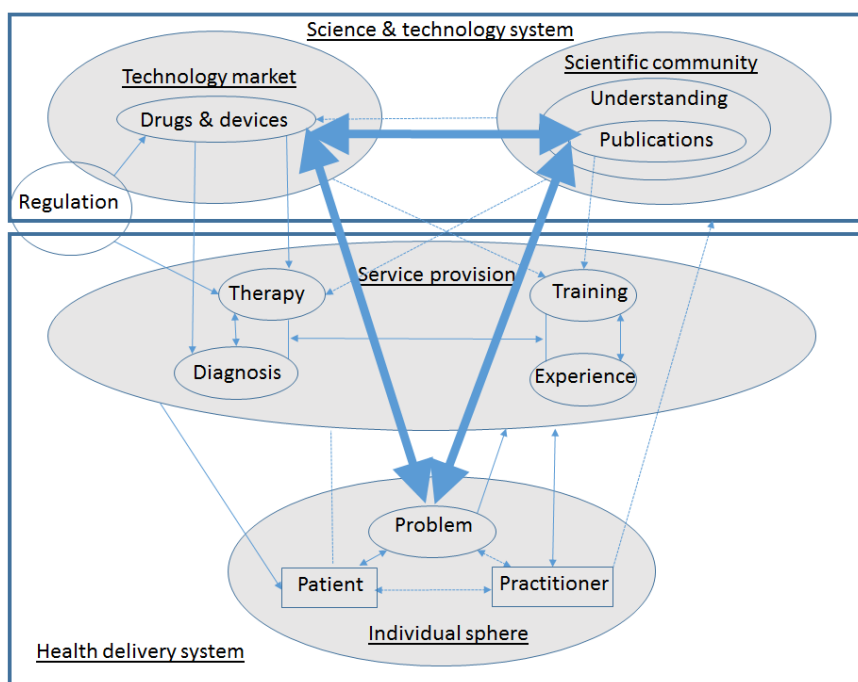 Science & technology system
Technology market
Scientific community
Understanding
Drugs & devices
Publications
Regulation
Service provision
Therapy
Training
Diagnosis
Experience
Problem
Patient
Practitioner
Individual sphere
Health delivery system